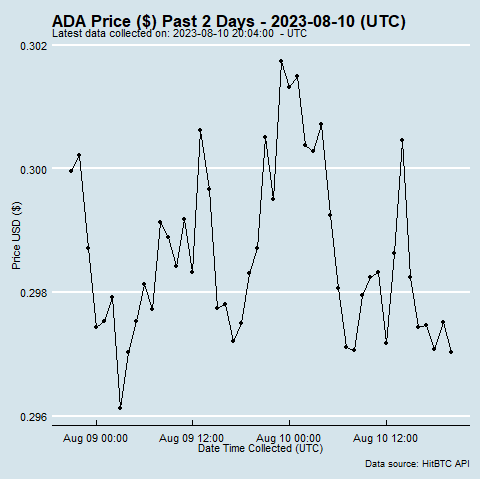 ADA Price ($) Past 2 Days - 2023-08-10 (UTC)
Latest data collected on: 2023-08-10 20:04:00  - UTC
0.302
0.300
0.298
0.296
Price USD ($)
Aug 09 00:00
Aug 09 12:00
Aug 10 00:00
Aug 10 12:00
Date Time Collected (UTC)
Data source: HitBTC API